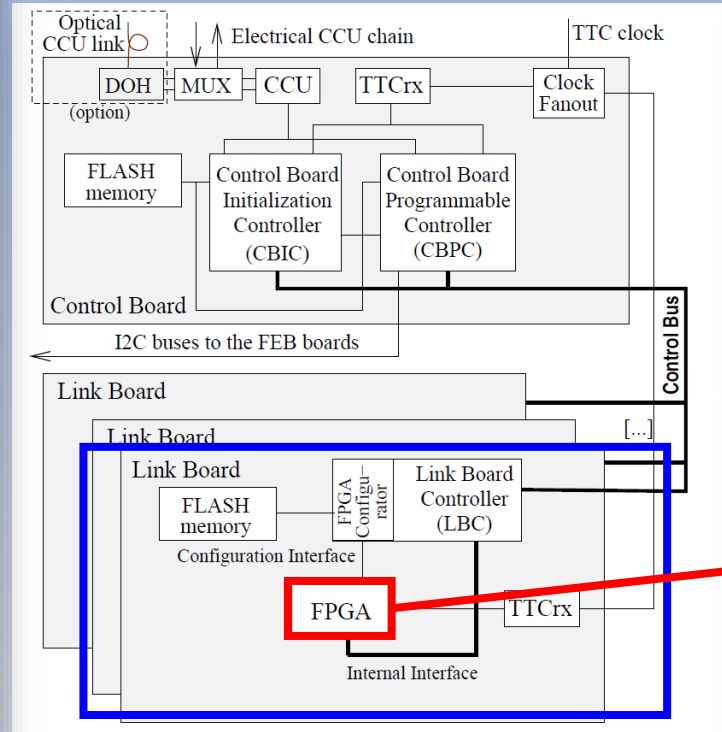 Optical
CCU link
Electrical CCU chain
TTC clock
DOH
MUX
CCU
TTCrx
Clock
Fanout
(option)
FLASH
memory
Control Board
Initialization
Controller
(CBIC)
Control Board
Programmable
Controller
(CBPC)
Control Board
I2C buses to the FEB boards
Control Bus
Link Board
[...]
Link Board
Link Board
FLASH
memory
FPGA
Configu-
rator
Link Board
Controller
(LBC)
Configuration Interface
FPGA
TTCrx
Internal Interface